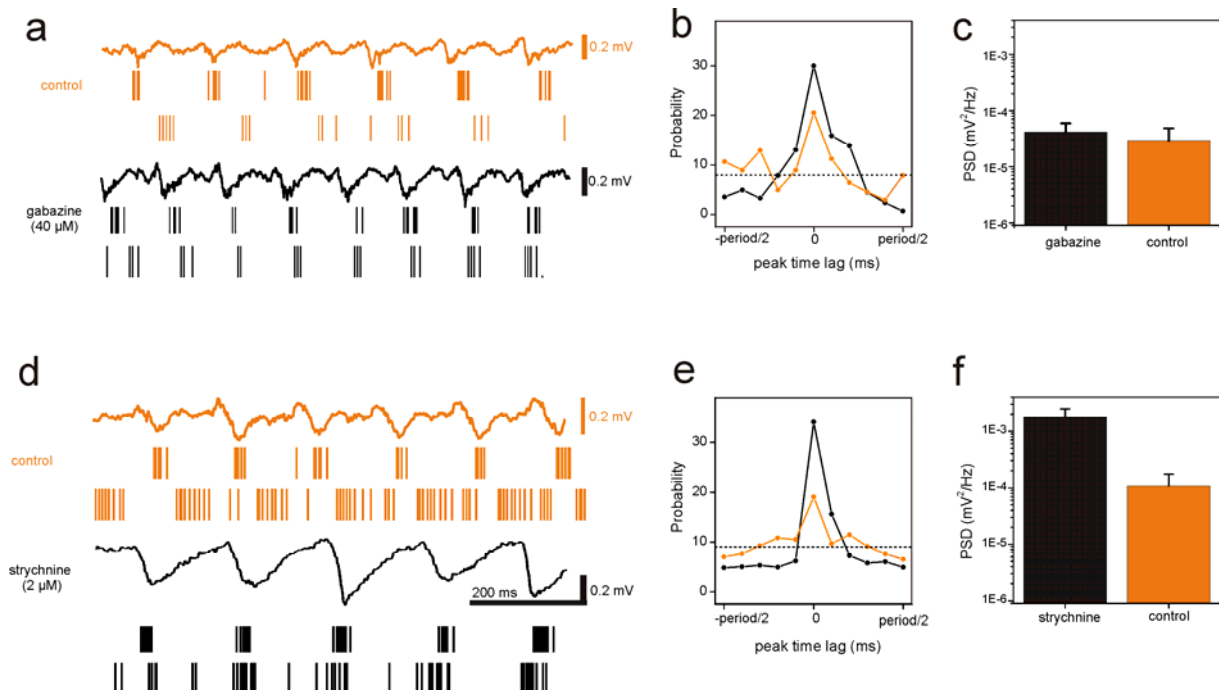 a
control
0.2 mV
gabazine
(40 µM)
0.2 mV
b
Probability
30
20
10
0
-period/2
0
period/2
peak time lag (ms)
c
PSD (mV²/Hz)
1E-3
1E-4
1E-5
1E-6
gabazine
control
d
control
0.2 mV
strychnine
(2 µM)
200 ms
0.2 mV
e
Probability
30
20
10
0
-period/2
0
period/2
peak time lag (ms)
f
PSD (mV²/Hz)
1E-3
1E-4
1E-5
1E-6
strychnine
control